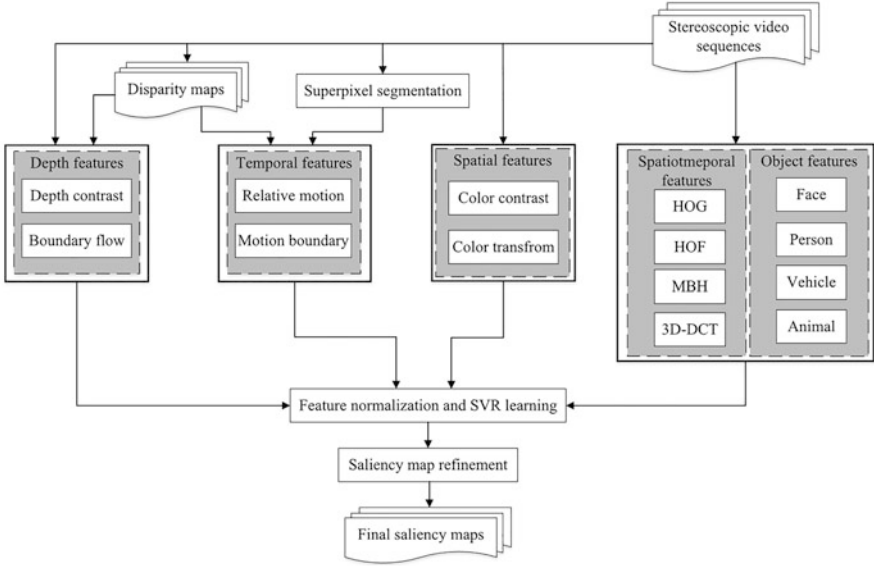 Stereoscopic video
sequences
Disparity maps
Superpixel segmentation
Depth features
Depth contrast
Boundary flow
Temporal features
Relative motion
Motion boundary
Spatial features
Color contrast
Color transfrom
Spatiotmeporal
features
HOG
HOF
MBH
3D-DCT
Object features
Face
Person
Vehicle
Animal
Feature normalization and SVR learning
Saliency map refinement
Final saliency maps